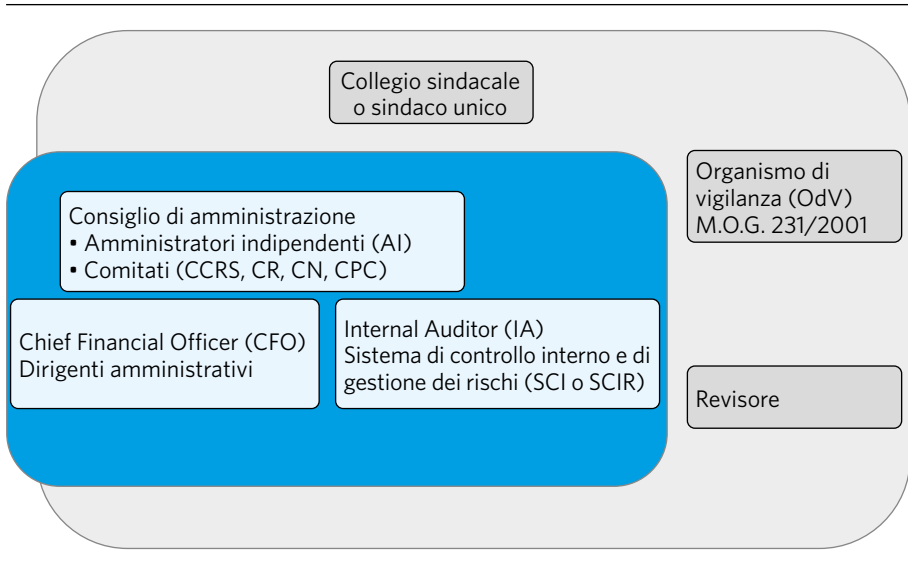 Collegio sindacale
o sindaco unico
Organismo di
vigilanza (OdV)
M.O.G. 231/2001
Consiglio di amministrazione
▪ Amministratori indipendenti (AI)
▪ Comitati (CCRS, CR, CN, CPC)
Chief Financial Officer (CFO)
Dirigenti amministrativi
Internal Auditor (IA)
Sistema di controllo interno e di
gestione dei rischi (SCI o SCIR)
Revisore